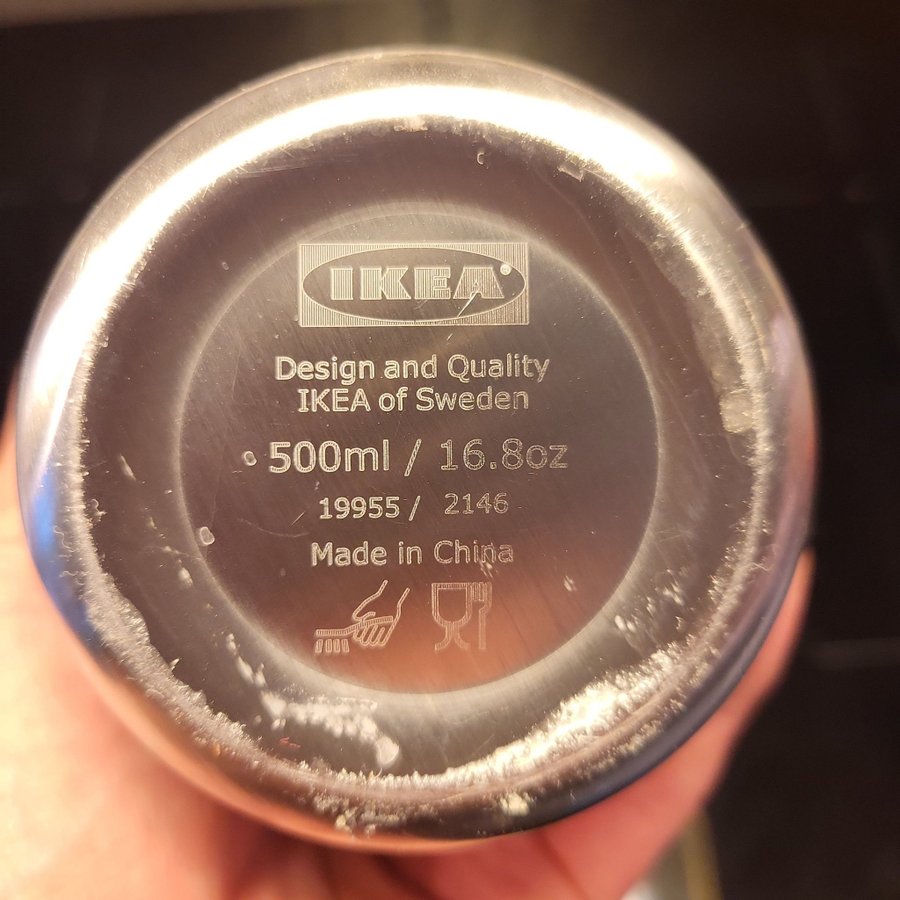 IKEA®
Design and Quality
IKEA of Sweden
500ml / 16.8oz
19955 / 2146
Made in China